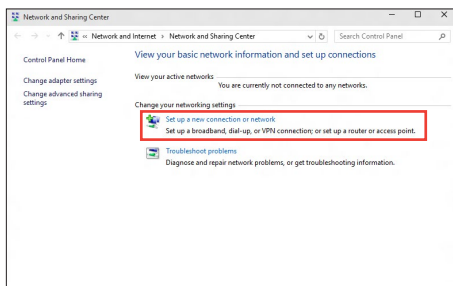 Network and Sharing Center
« Network and Internet › Network and Sharing Center
Search Control Panel
Control Panel Home
Change adapter settings
Change advanced sharing
settings
View your basic network information and set up connections
View your active networks
You are currently not connected to any networks.
Change your networking settings
Set up a new connection or network
Set up a broadband, dial-up, or VPN connection; or set up a router or access point.
Troubleshoot problems
Diagnose and repair network problems, or get troubleshooting information.